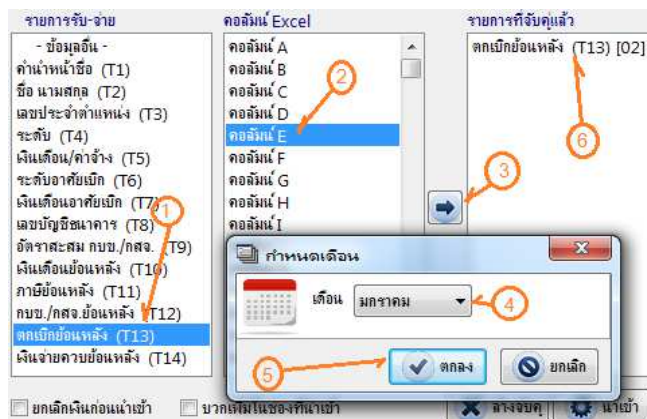 รายการรับ-จ่าย
- ข้อมูลอื่น -
คำนำหน้าชื่อ (T1)
ชื่อ นามสกุล (T2)
เลขประจำตำแหน่ง (T3)
ระดับ (T4)
เงินเดือน/ค่าจ้าง (T5)
ระดับอาศัยเบิก (T6)
เงินเดือนอาศัยเบิก (T7)
เลขบัญชีธนาคาร (T8)
อัตราสะสม กบข./กสจ. (T9)
เงินเดือนย้อนหลัง (T10)
ภาษีย้อนหลัง (T11)
กบข./กสจ.ย้อนหลัง (T12)
ตกเบิกย้อนหลัง (T13)
เงินจ่ายควบย้อนหลัง (T14)
1
คอลัมน์ Excel
คอลัมน์ A
คอลัมน์ B
คอลัมน์ C
คอลัมน์ D
คอลัมน์ E
คอลัมน์ F
คอลัมน์ G
คอลัมน์ H
คอลัมน์ I
2
3
รายการที่จับคู่แล้ว
ตกเบิกย้อนหลัง (T13) [02]
6
กำหนดเดือน
เดือน มกราคม
4
5
ตกลง
ยกเลิก
ยกเลิกเงินก่อนนำเข้า
บวกเพิ่มในช่องที่นำเข้า
ล้างจับคู่
นำเข้า